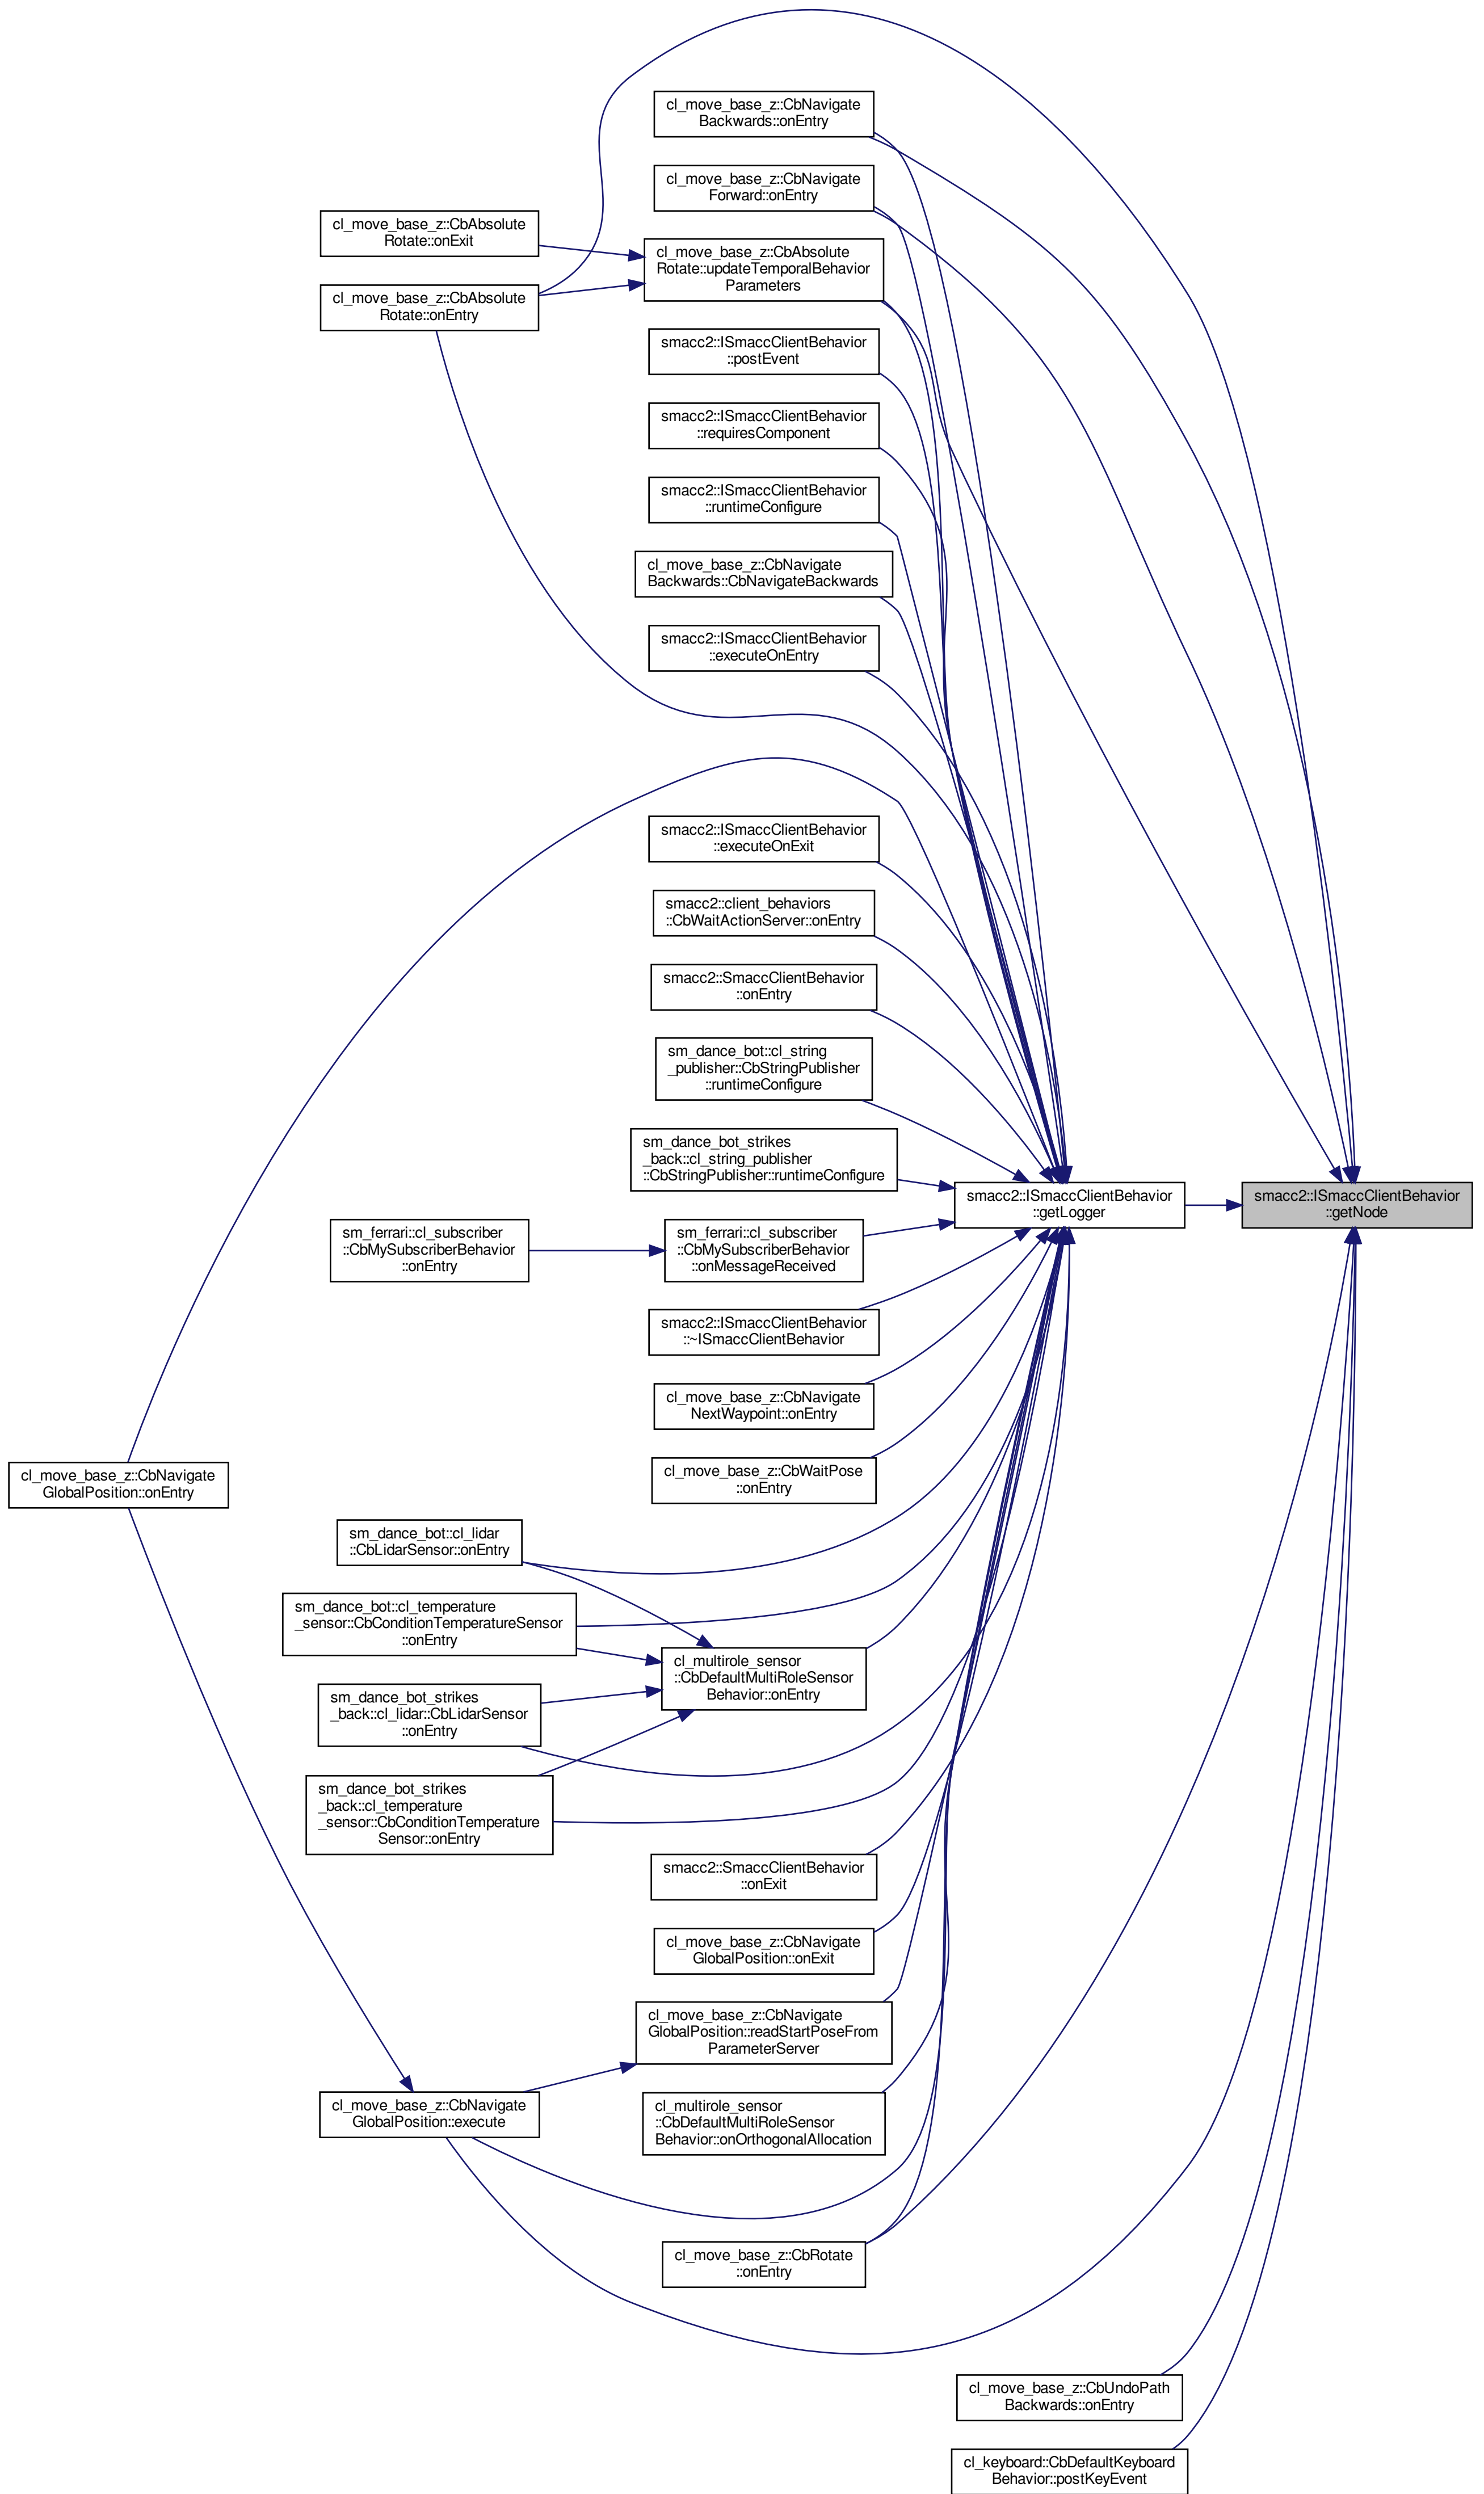 cl_move_base_z::CbNavigate
Backwards::onEntry
cl_move_base_z::CbNavigate
Forward::onEntry
cl_move_base_z::CbAbsolute
Rotate::onExit
cl_move_base_z::CbAbsolute
Rotate::updateTemporalBehavior
Parameters
cl_move_base_z::CbAbsolute
Rotate::onEntry
smacc2::ISmaccClientBehavior
::postEvent
smacc2::ISmaccClientBehavior
::requiresComponent
smacc2::ISmaccClientBehavior
::runtimeConfigure
cl_move_base_z::CbNavigate
Backwards::CbNavigateBackwards
smacc2::ISmaccClientBehavior
::executeOnEntry
smacc2::ISmaccClientBehavior
::executeOnExit
smacc2::client_behaviors
::CbWaitActionServer::onEntry
smacc2::SmaccClientBehavior
::onEntry
sm_dance_bot::cl_string
_publisher::CbStringPublisher
::runtimeConfigure
sm_dance_bot_strikes
_back::cl_string_publisher
::CbStringPublisher::runtimeConfigure
smacc2::ISmaccClientBehavior
::getLogger
smacc2::ISmaccClientBehavior
::getNode
sm_ferrari::cl_subscriber
::CbMySubscriberBehavior
::onEntry
sm_ferrari::cl_subscriber
::CbMySubscriberBehavior
::onMessageReceived
smacc2::ISmaccClientBehavior
::~ISmaccClientBehavior
cl_move_base_z::CbNavigate
NextWaypoint::onEntry
cl_move_base_z::CbWaitPose
::onEntry
cl_move_base_z::CbNavigate
GlobalPosition::onEntry
sm_dance_bot::cl_lidar
::CbLidarSensor::onEntry
sm_dance_bot::cl_temperature
_sensor::CbConditionTemperatureSensor
::onEntry
cl_multirole_sensor
::CbDefaultMultiRoleSensor
Behavior::onEntry
sm_dance_bot_strikes
_back::cl_lidar::CbLidarSensor
::onEntry
sm_dance_bot_strikes
_back::cl_temperature
_sensor::CbConditionTemperature
Sensor::onEntry
smacc2::SmaccClientBehavior
::onExit
cl_move_base_z::CbNavigate
GlobalPosition::onExit
cl_move_base_z::CbNavigate
GlobalPosition::readStartPoseFrom
ParameterServer
cl_move_base_z::CbNavigate
GlobalPosition::execute
cl_multirole_sensor
::CbDefaultMultiRoleSensor
Behavior::onOrthogonalAllocation
cl_move_base_z::CbRotate
::onEntry
cl_move_base_z::CbUndoPath
Backwards::onEntry
cl_keyboard::CbDefaultKeyboard
Behavior::postKeyEvent